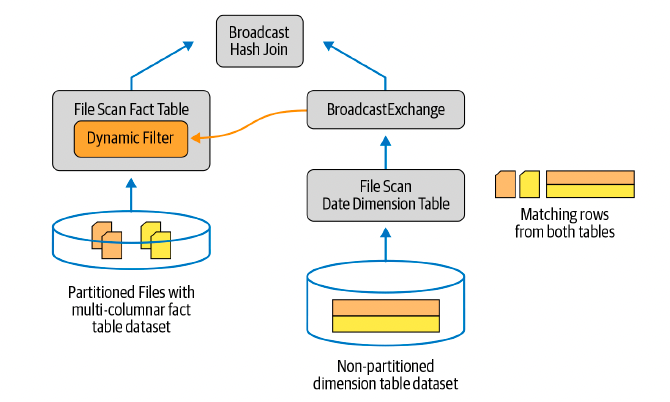 Broadcast
Hash Join
File Scan Fact Table
Dynamic Filter
BroadcastExchange
File Scan
Date Dimension Table
Matching rows
from both tables
Partitioned Files with
multi-columnar fact
table dataset
Non-partitioned
dimension table dataset